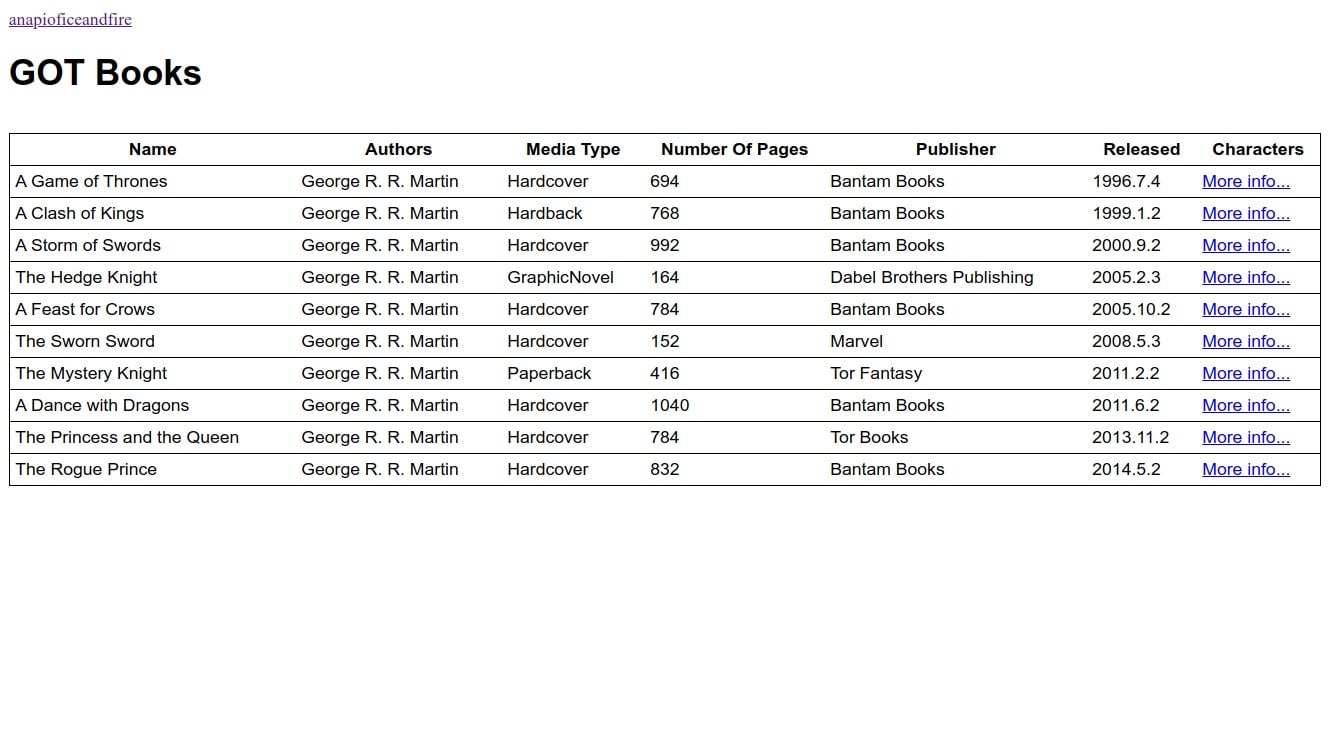 anapioficeandfire
GOT Books
Name Authors Media Type Number Of Pages Publisher Released Characters
A Game of Thrones George R. R. Martin Hardcover 694 Bantam Books 1996.7.4 More info...
A Clash of Kings George R. R. Martin Hardback 768 Bantam Books 1999.1.2 More info...
A Storm of Swords George R. R. Martin Hardcover 992 Bantam Books 2000.9.2 More info...
The Hedge Knight George R. R. Martin GraphicNovel 164 Dabel Brothers Publishing 2005.2.3 More info...
A Feast for Crows George R. R. Martin Hardcover 784 Bantam Books 2005.10.2 More info...
The Sworn Sword George R. R. Martin Hardcover 152 Marvel 2008.5.3 More info...
The Mystery Knight George R. R. Martin Paperback 416 Tor Fantasy 2011.2.2 More info...
A Dance with Dragons George R. R. Martin Hardcover 1040 Bantam Books 2011.6.2 More info...
The Princess and the Queen George R. R. Martin Hardcover 784 Tor Books 2013.11.2 More info...
The Rogue Prince George R. R. Martin Hardcover 832 Bantam Books 2014.5.2 More info...